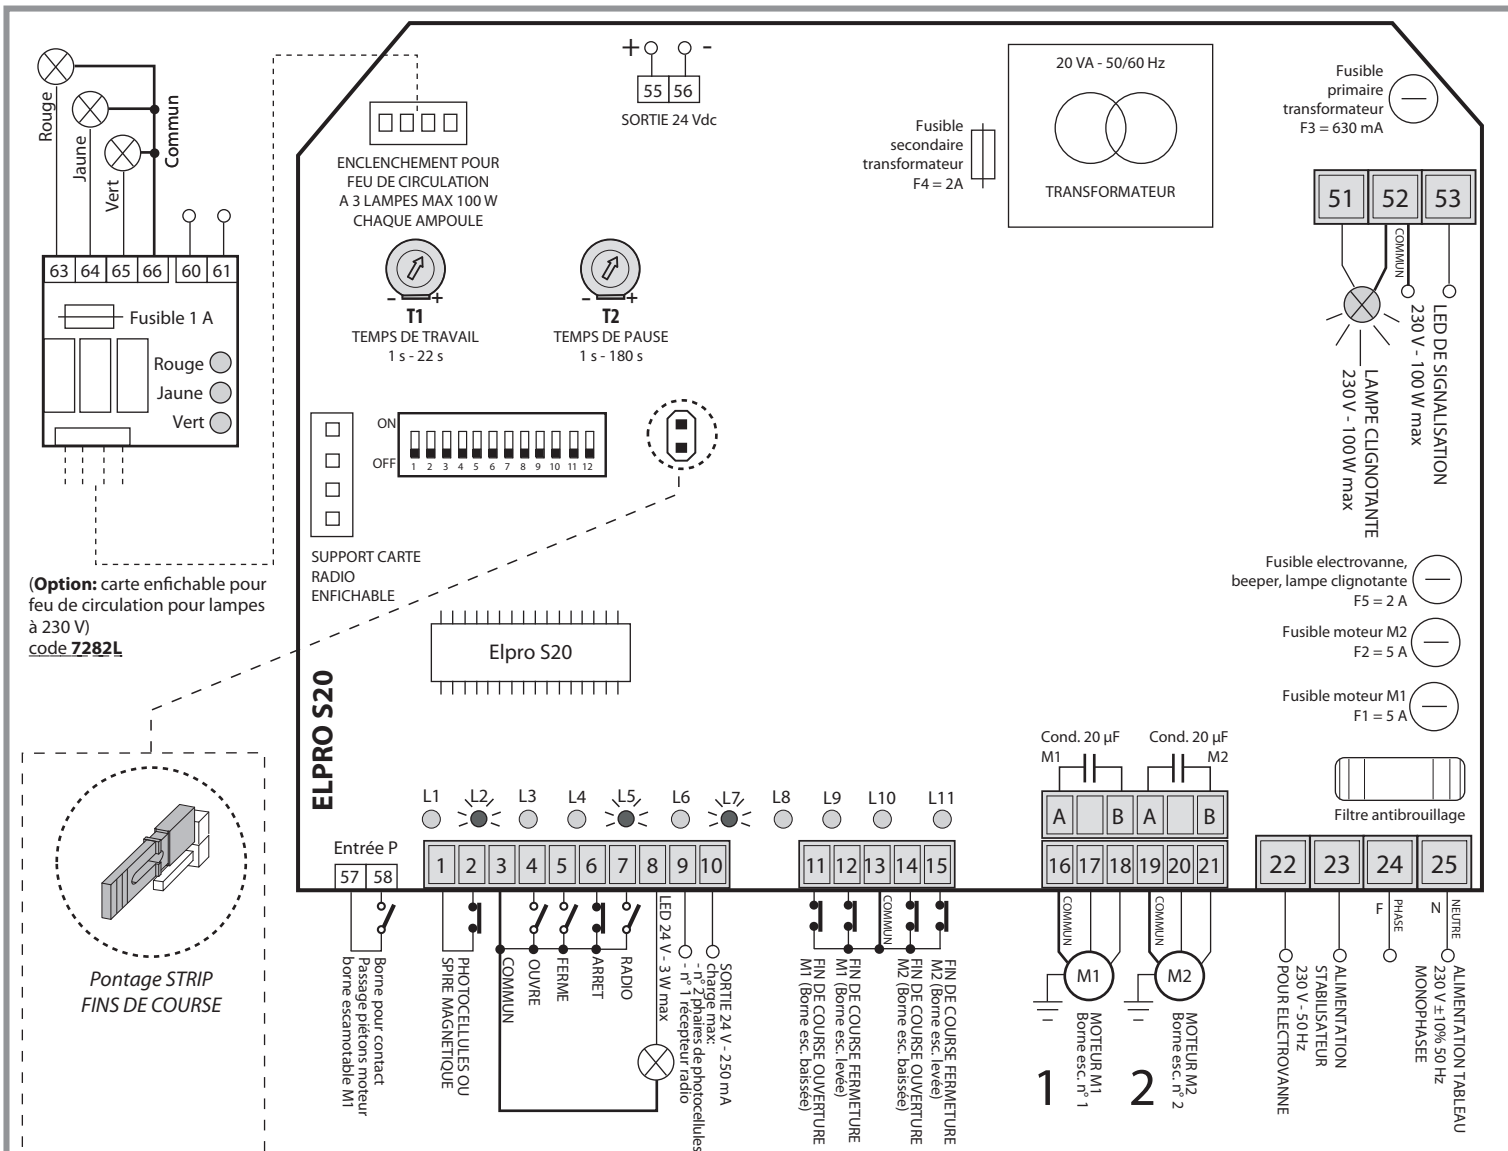 Rouge
Jaune
Vert
Commun
63 64 65 66 60 61
Fusible 1 A
Rouge
Jaune
Vert
(Option: carte enfichable pour
feu de circulation pour lampes
à 230 V)
code 7282L
Pontage STRIP
FINS DE COURSE
+ -
55 56
SORTIE 24 Vdc
ENCLENCHEMENT POUR
FEU DE CIRCULATION
A 3 LAMPES MAX 100 W
CHAQUE AMPOULE
- +
T1
TEMPS DE TRAVAIL
1 s - 22 s
- +
T2
TEMPS DE PAUSE
1 s - 180 s
ON
OFF
1 2 3 4 5 6 7 8 9 10 11 12
SUPPORT CARTE
RADIO
ENFICHABLE
Elpro S20
ELPRO S20
20 VA - 50/60 Hz
TRANSFORMATEUR
Fusible
secondaire
transformateur
F4 = 2A
Fusible
primaire
transformateur
F3 = 630 mA
51 52 53
COMMUN
LED DE SIGNALISATION
230 V - 100 W max
LAMPE CLIGNOTANTE
230 V - 100 W max
Fusible electrovanne,
beeper, lampe clignotante
F5 = 2 A
Fusible moteur M2
F2 = 5 A
Fusible moteur M1
F1 = 5 A
Filtre antibrouillage
Cond. 20 µF
M1
Cond. 20 µF
M2
A B A B
L1 L2 L3 L4 L5 L6 L7 L8 L9 L10 L11
Entrée P
57 58
1 2 3 4 5 6 7 8 9 10
11 12 13 14 15
16 17 18 19 20 21
22 23 24 25
Borne pour contact
Passage piétons moteur
borne escamotable M1
PHOTOCELLULES OU
SPIRE MAGNETIQUE
COMMUN
OUVRE
FERME
ARRET
RADIO
LED 24 V - 3 W max
SORTIE 24 V - 250 mA
charge max:
- n° 2 phaires de photocellules
- n° 1 récepteur radio
FIN DE COURSE OUVERTURE
M1 (Borne esc. baissée)
FIN DE COURSE FERMETURE
M1 (Borne esc. levée)
COMMUN
FIN DE COURSE OUVERTURE
M2 (Borne esc. baissée)
FIN DE COURSE FERMETURE
M2 (Borne esc. levée)
COMMUN
M1
1
MOTEUR M1
Borne esc. n° 1
COMMUN
M2
2
MOTEUR M2
Borne esc. n° 2
POUR ELECTROVANNE
230 V - 50 Hz
STABILISATEUR
ALIMENTATION
F
PHASE
N
NEUTRE
ALIMENTATION TABLEAU
230 V ±10% 50 Hz
MONOPHASEE